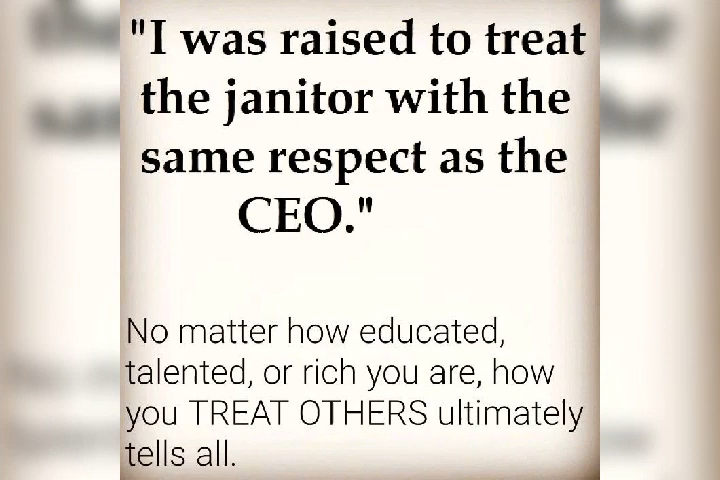 "I was raised to treat
the janitor with the
same respect as the
CEO."
No matter how educated,
talented, or rich you are, how
you TREAT OTHERS ultimately
tells all.